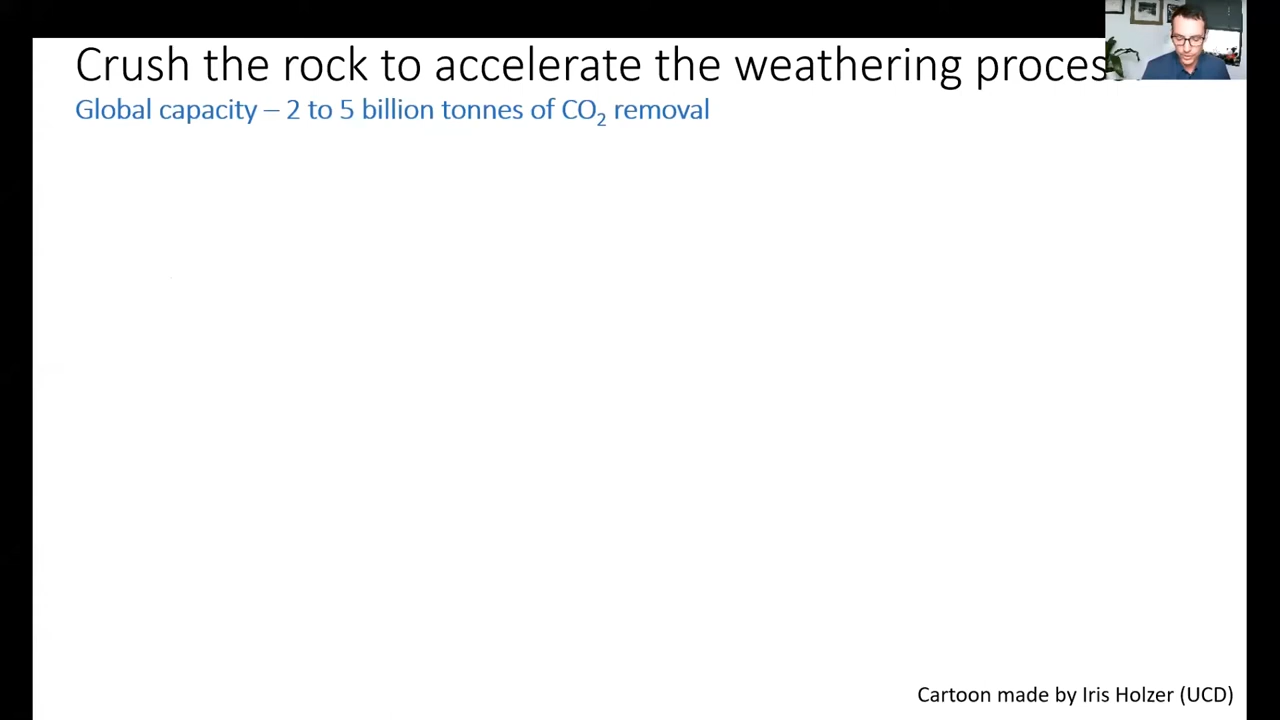 Crush the rock to accelerate the weathering proces
Global capacity – 2 to 5 billion tonnes of CO₂ removal
Cartoon made by Iris Holzer (UCD)